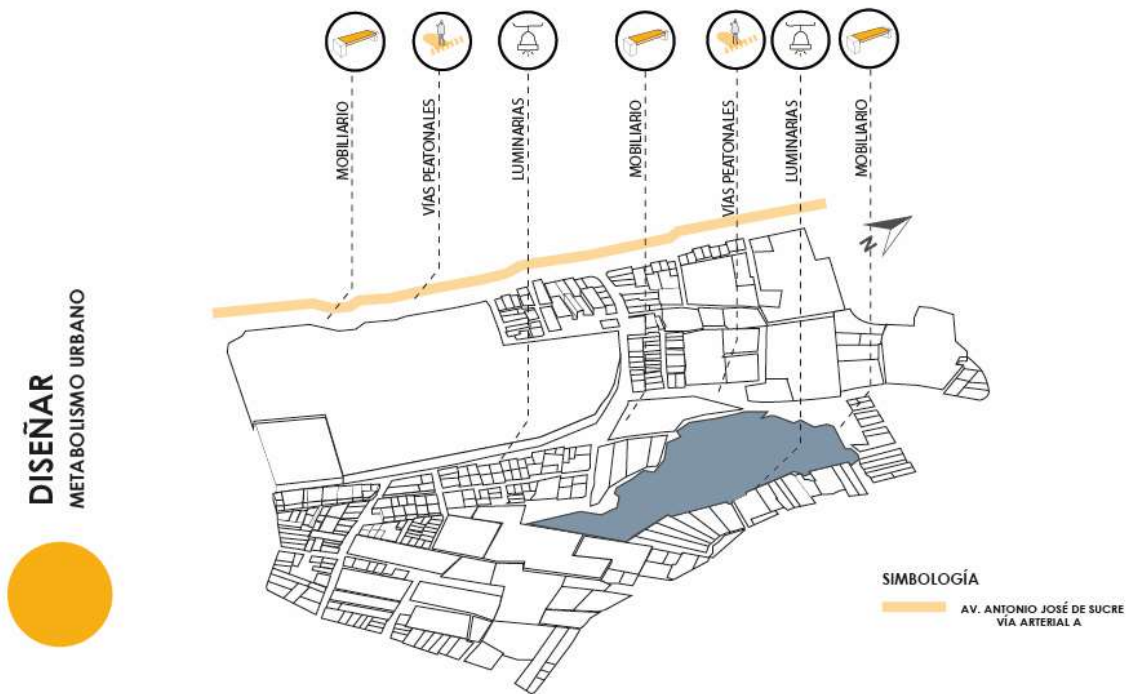 MOBILIARIO
VÍAS PEATONALES
LUMINARIAS
MOBILIARIO
VÍAS PEATONALES
LUMINARIAS
MOBILIARIO
N
DISEÑAR
METABOLISMO URBANO
SIMBOLOGÍA
AV. ANTONIO JOSÉ DE SUCRE
VÍA ARTERIAL A